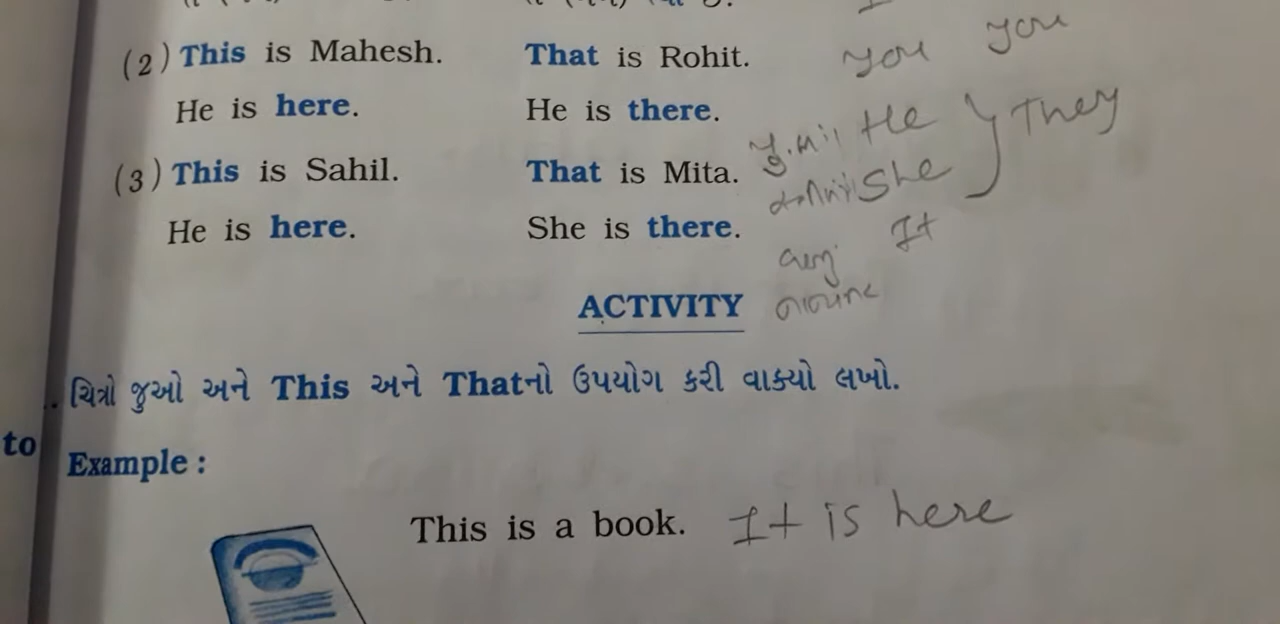 you you
(2) This is Mahesh. That is Rohit.
He is here. He is there.
He } They
(3) This is Sahil. That is Mita.
She
He is here. She is there.
It
ACTIVITY
ચિત્રો જુઓ અને This અને Thatનો ઉપયોગ કરી વાક્યો લખો.
to
Example :
This is a book. It is here